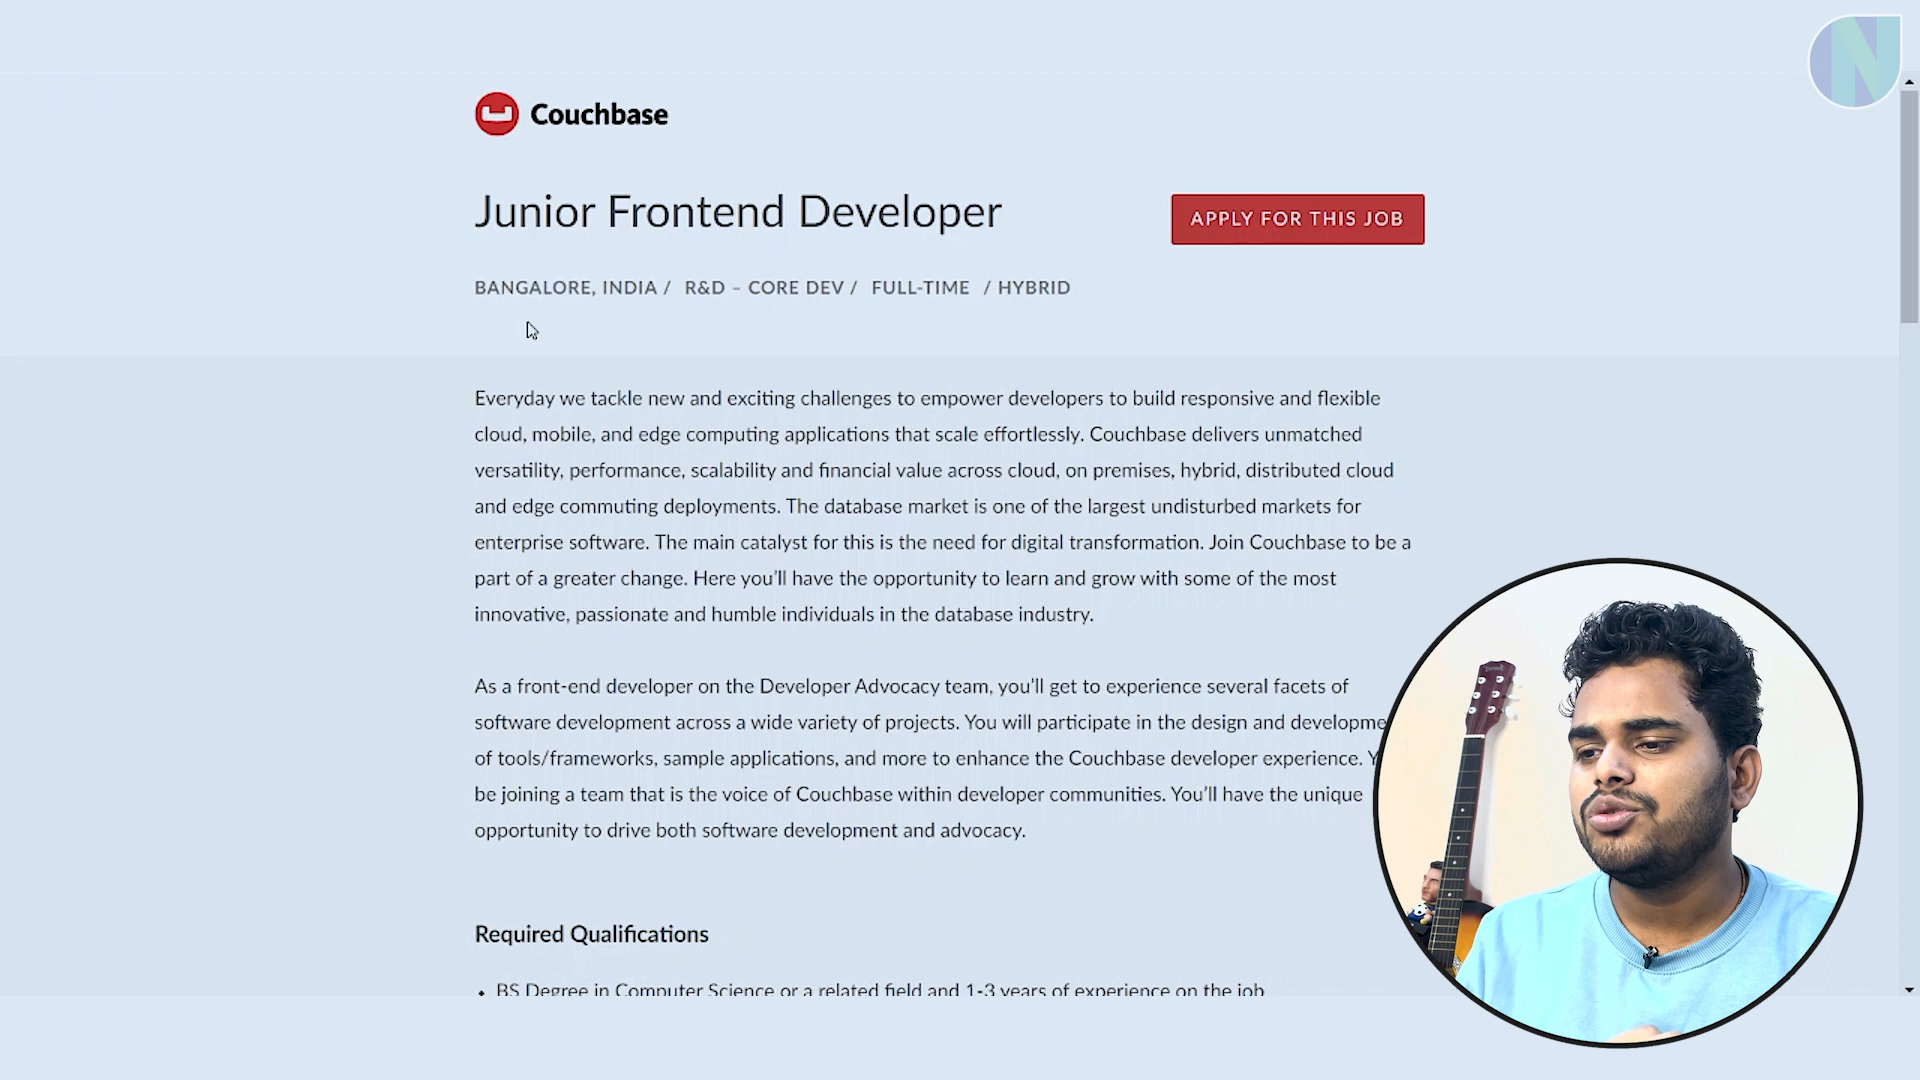 N
Couchbase
Junior Frontend Developer
APPLY FOR THIS JOB
BANGALORE, INDIA / R&D – CORE DEV / FULL-TIME / HYBRID
Everyday we tackle new and exciting challenges to empower developers to build responsive and flexible
cloud, mobile, and edge computing applications that scale effortlessly. Couchbase delivers unmatched
versatility, performance, scalability and financial value across cloud, on premises, hybrid, distributed cloud
and edge commuting deployments. The database market is one of the largest undisturbed markets for
enterprise software. The main catalyst for this is the need for digital transformation. Join Couchbase to be a
part of a greater change. Here you'll have the opportunity to learn and grow with some of the most
innovative, passionate and humble individuals in the database industry.
As a front-end developer on the Developer Advocacy team, you'll get to experience several facets of
software development across a wide variety of projects. You will participate in the design and developme
of tools/frameworks, sample applications, and more to enhance the Couchbase developer experience.
be joining a team that is the voice of Couchbase within developer communities. You'll have the unique
opportunity to drive both software development and advocacy.
Required Qualifications
• BS Degree in Computer Science or a related field and 1-3 years of experience on the job